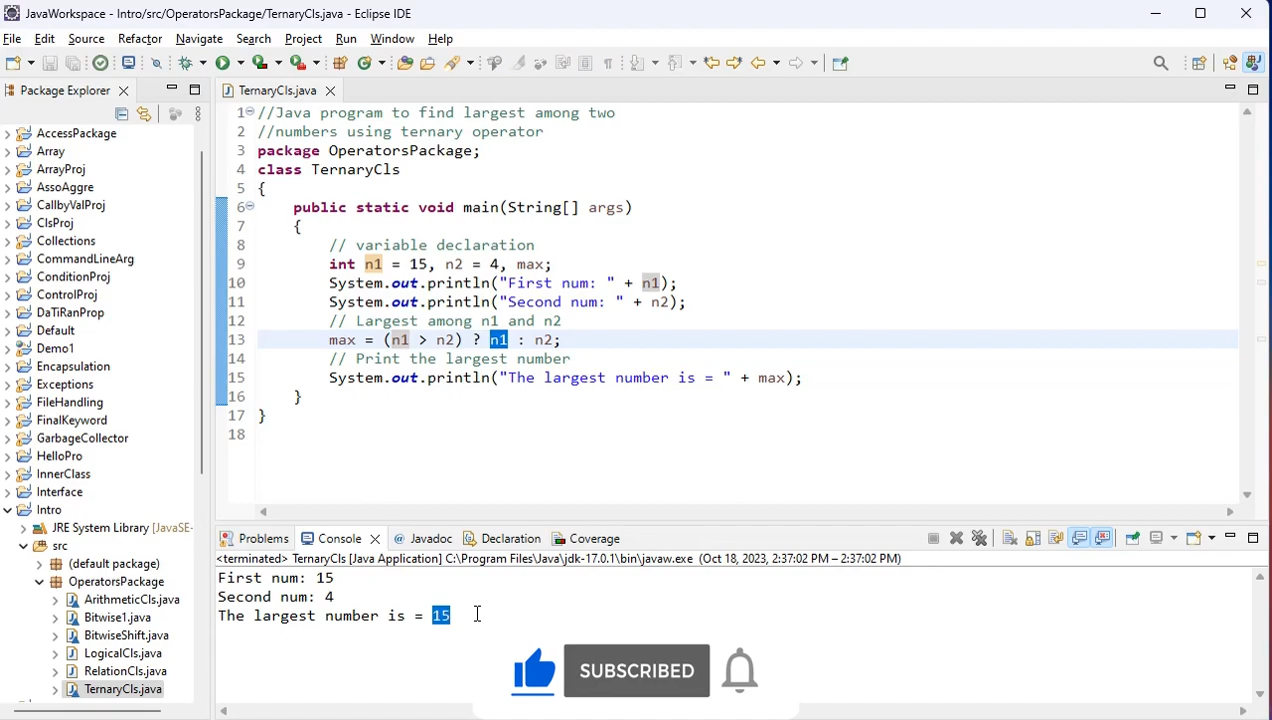 JavaWorkspace - Intro/src/OperatorsPackage/TernaryCls.java - Eclipse IDE
File Edit Source Refactor Navigate Search Project Run Window Help
Package Explorer
AccessPackage
Array
ArrayProj
AssoAggre
CallbyValProj
ClsProj
Collections
CommandLineArg
ConditionProj
ControlProj
DaTiRanProp
Default
Demo1
Encapsulation
Exceptions
FileHandling
FinalKeyword
GarbageCollector
HelloPro
InnerClass
Interface
Intro
JRE System Library [JavaSE-
src
(default package)
OperatorsPackage
ArithmeticCls.java
Bitwise1.java
BitwiseShift.java
LogicalCls.java
RelationCls.java
TernaryCls.java
TernaryCls.java
1 //Java program to find largest among two
2 //numbers using ternary operator
3 package OperatorsPackage;
4 class TernaryCls
5 {
6 public static void main(String[] args)
7 {
8 // variable declaration
9 int n1 = 15, n2 = 4, max;
10 System.out.println("First num: " + n1);
11 System.out.println("Second num: " + n2);
12 // Largest among n1 and n2
13 max = (n1 > n2) ? n1 : n2;
14 // Print the largest number
15 System.out.println("The largest number is = " + max);
16 }
17 }
18
Problems Console Javadoc Declaration Coverage
<terminated> TernaryCls [Java Application] C:\Program Files\Java\jdk-17.0.1\bin\javaw.exe (Oct 18, 2023, 2:37:02 PM – 2:37:02 PM)
First num: 15
Second num: 4
The largest number is = 15
SUBSCRIBED